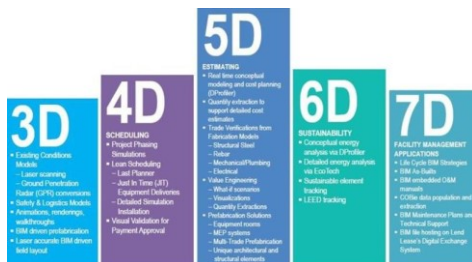 3D
• Existing Conditions
Models
– Laser scanning
– Ground Penetration
Radar (GPR) conversions
• Safety & Logistics Models
• Animations, renderings,
walkthroughs
• BIM driven prefabrication
• Laser accurate BIM driven
field layout
4D
SCHEDULING
• Project Phasing
Simulations
• Lean Scheduling
– Last Planner
– Just In Time (JIT)
Equipment Deliveries
– Detailed Simulation
Installation
• Visual Validation for
Payment Approval
5D
ESTIMATING
• Real time conceptual
modeling and cost planning
(DProfiler)
• Quantity extraction to
support detailed cost
estimates
• Trade Verifications from
Fabrication Models
– Structural Steel
– Rebar
– Mechanical/Plumbing
– Electrical
• Value Engineering
– What-if scenarios
– Visualizations
– Quantity Extractions
• Prefabrication Solutions
– Equipment rooms
– MEP systems
– Multi-Trade Prefabrication
– Unique architectural and
structural elements
6D
SUSTAINABILITY
• Conceptual energy
analysis via DProfiler
• Detailed energy analysis
via EcoTech
• Sustainable element
tracking
• LEED tracking
7D
FACILITY MANAGEMENT
APPLICATIONS
• Life Cycle BIM Strategies
• BIM As-Builts
• BIM embedded O&M
manuals
• COBie data population and
extraction
• BIM Maintenance Plans and
Technical Support
• BIM file hosting on Lend
Lease's Digital Exchange
System